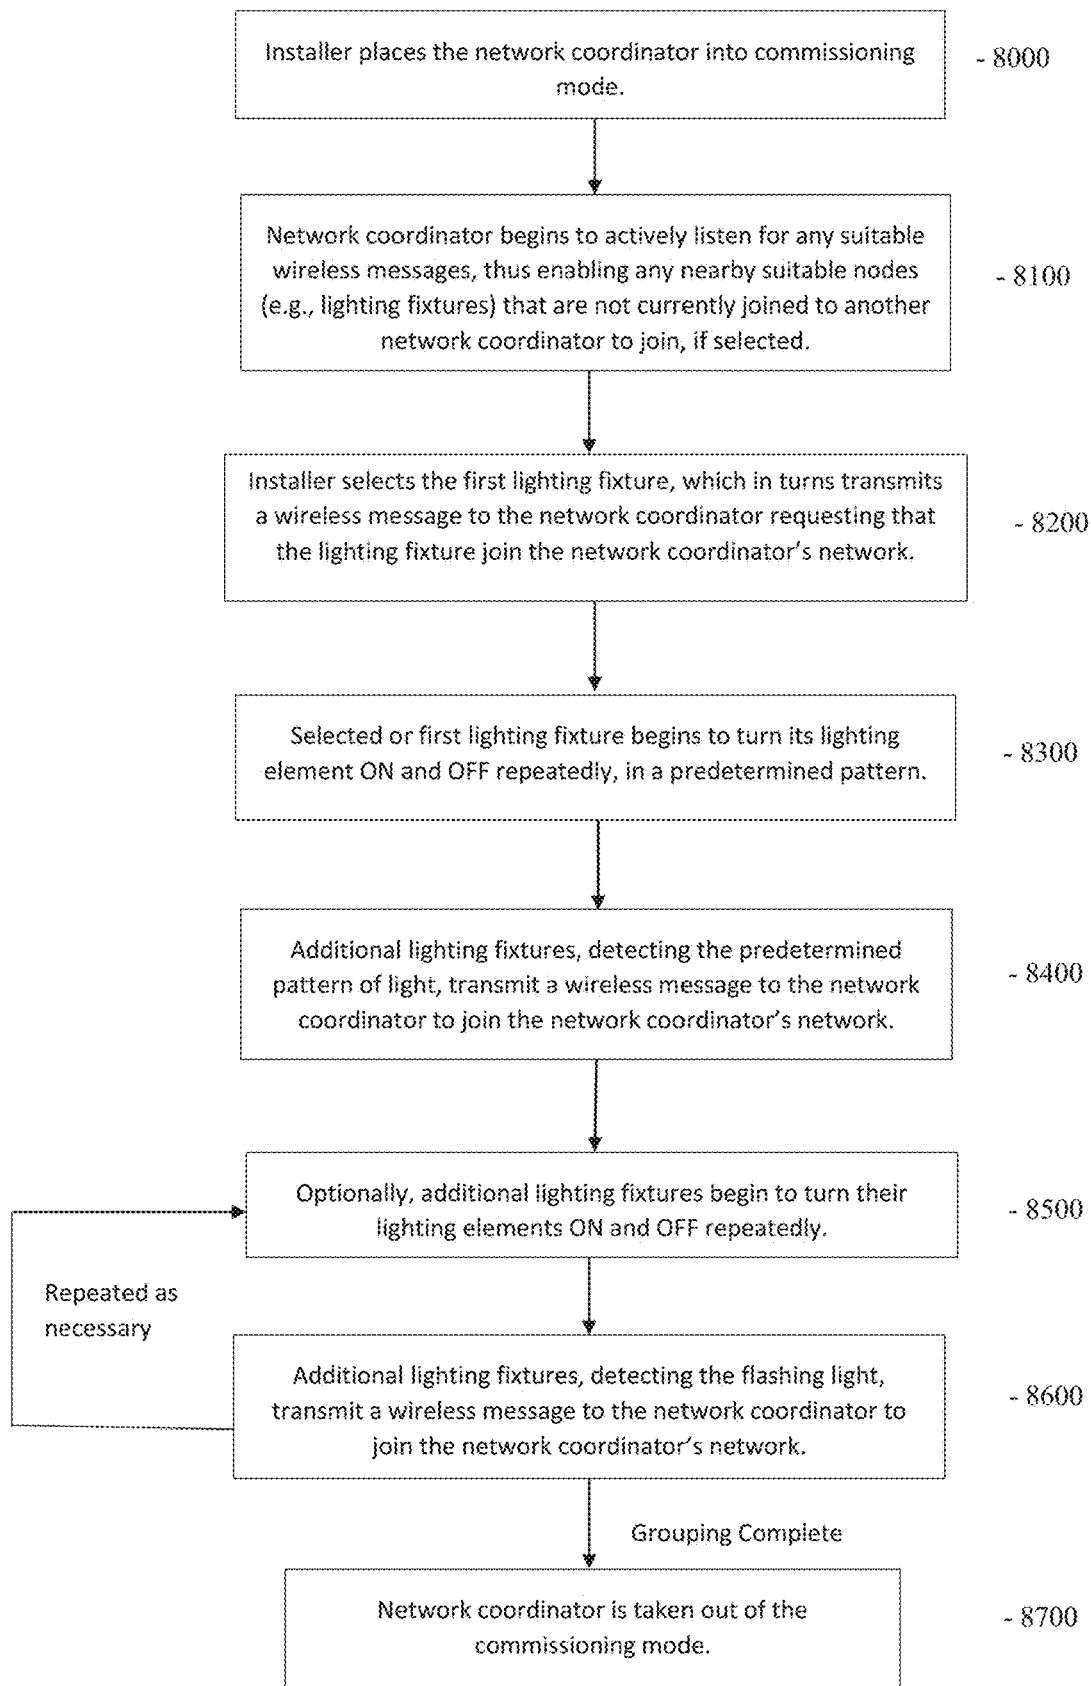 Installer places the network coordinator into commissioning
mode.
- 8000
Network coordinator begins to actively listen for any suitable
wireless messages, thus enabling any nearby suitable nodes
(e.g., lighting fixtures) that are not currently joined to another
network coordinator to join, if selected.
- 8100
Installer selects the first lighting fixture, which in turns transmits
a wireless message to the network coordinator requesting that
the lighting fixture join the network coordinator's network.
- 8200
Selected or first lighting fixture begins to turn its lighting
element ON and OFF repeatedly, in a predetermined pattern.
- 8300
Additional lighting fixtures, detecting the predetermined
pattern of light, transmit a wireless message to the network
coordinator to join the network coordinator's network.
- 8400
Optionally, additional lighting fixtures begin to turn their
lighting elements ON and OFF repeatedly.
- 8500
Repeated as
necessary
Additional lighting fixtures, detecting the flashing light,
transmit a wireless message to the network coordinator to
join the network coordinator's network.
- 8600
Grouping Complete
Network coordinator is taken out of the
commissioning mode.
- 8700